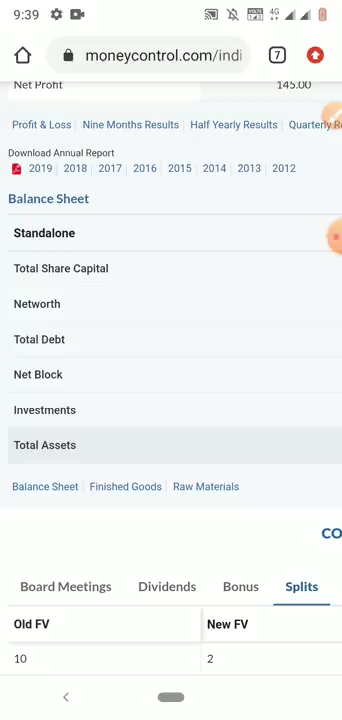 9:39
4G
moneycontrol.com/indi
7
Net Profit 145.00
Profit & Loss Nine Months Results Half Yearly Results Quarterly R
Download Annual Report
2019 2018 2017 2016 2015 2014 2013 2012
Balance Sheet
Standalone
Total Share Capital
Networth
Total Debt
Net Block
Investments
Total Assets
Balance Sheet Finished Goods Raw Materials
CO
Board Meetings Dividends Bonus Splits
Old FV New FV
10 2